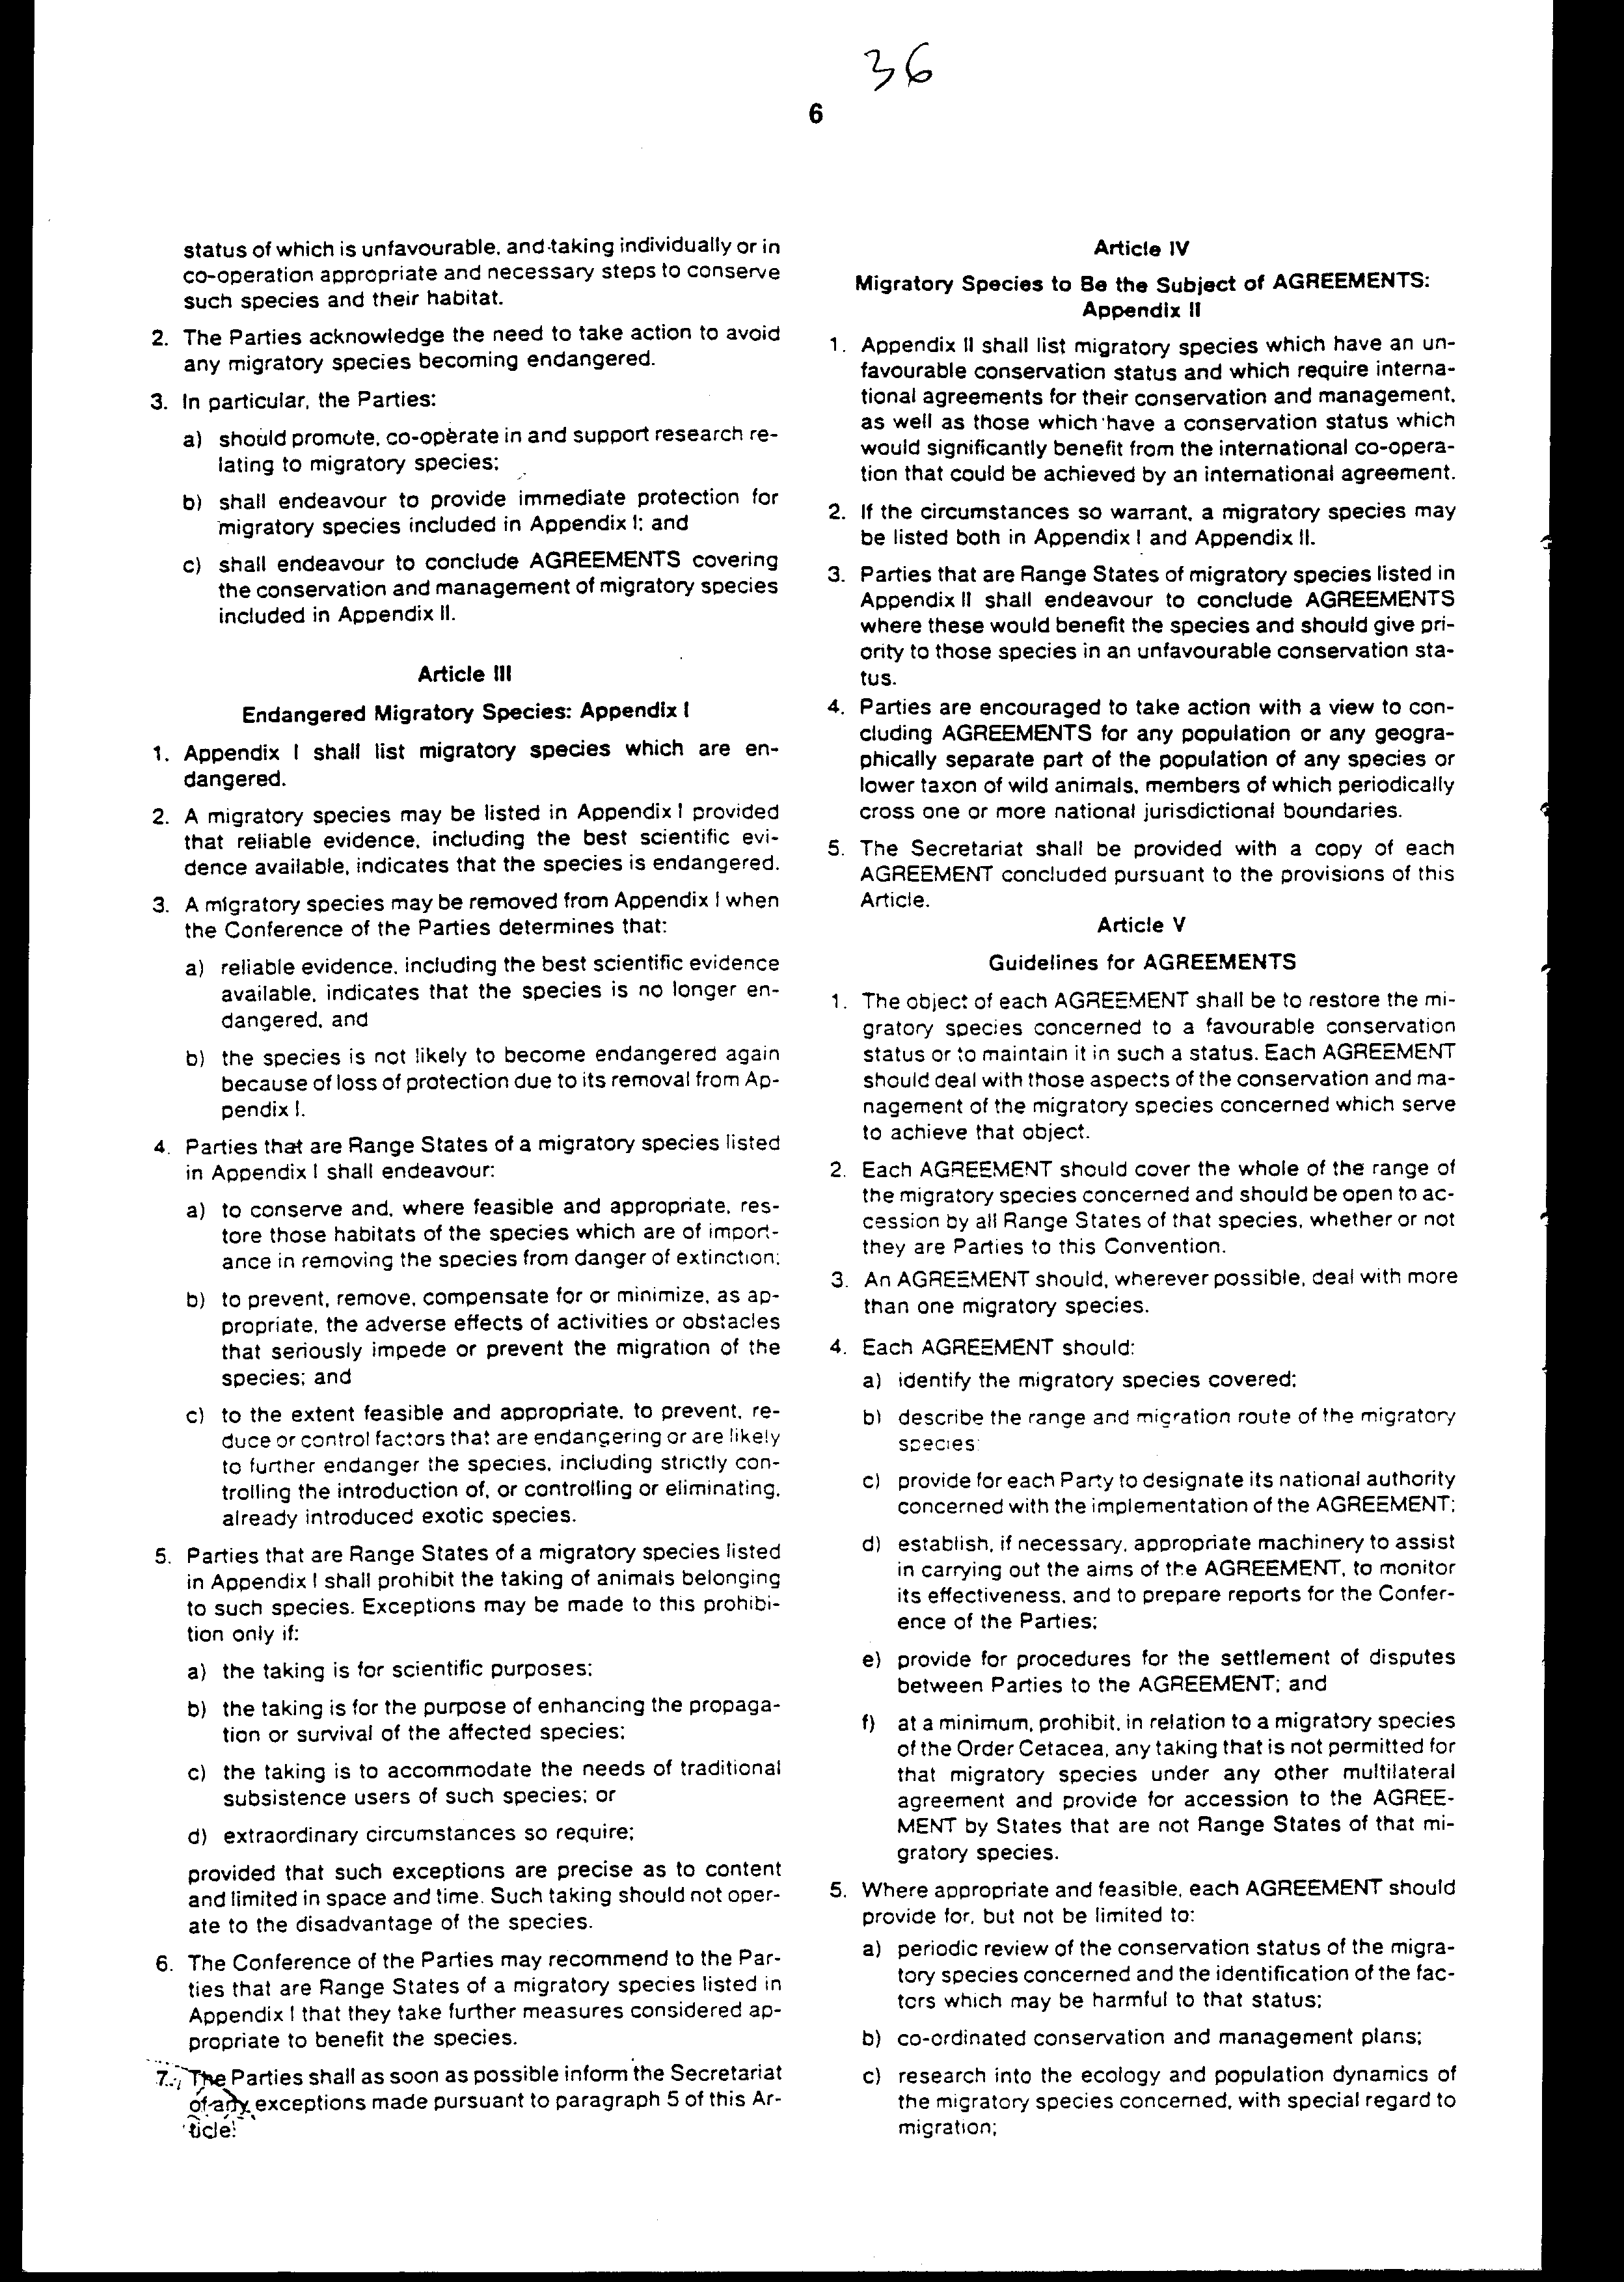 36
6
status of which is unfavourable, and taking individually or in
co-operation appropriate and necessary steps to conserve
such species and their habitat.
2. The Parties acknowledge the need to take action to avoid
any migratory species becoming endangered.
3. In particular, the Parties:
a) should promote, co-operate in and support research re-
lating to migratory species;
b) shall endeavour to provide immediate protection for
migratory species included in Appendix I; and
c) shall endeavour to conclude AGREEMENTS covering
the conservation and management of migratory species
included in Appendix II.
Article III
Endangered Migratory Species: Appendix I
1. Appendix I shall list migratory species which are en-
dangered.
2. A migratory species may be listed in Appendix I provided
that reliable evidence, including the best scientific evi-
dence available, indicates that the species is endangered.
3. A migratory species may be removed from Appendix I when
the Conference of the Parties determines that:
a) reliable evidence, including the best scientific evidence
available, indicates that the species is no longer en-
dangered, and
b) the species is not likely to become endangered again
because of loss of protection due to its removal from Ap-
pendix I.
4. Parties that are Range States of a migratory species listed
in Appendix I shall endeavour:
a) to conserve and, where feasible and appropriate, res-
tore those habitats of the species which are of import-
ance in removing the species from danger of extinction;
b) to prevent, remove, compensate for or minimize, as ap-
propriate, the adverse effects of activities or obstacles
that seriously impede or prevent the migration of the
species; and
c) to the extent feasible and appropriate, to prevent, re-
duce or control factors that are endangering or are likely
to further endanger the species, including strictly con-
trolling the introduction of, or controlling or eliminating,
already introduced exotic species.
5. Parties that are Range States of a migratory species listed
in Appendix I shall prohibit the taking of animals belonging
to such species. Exceptions may be made to this prohibi-
tion only if:
a) the taking is for scientific purposes;
b) the taking is for the purpose of enhancing the propaga-
tion or survival of the affected species;
c) the taking is to accommodate the needs of traditional
subsistence users of such species; or
d) extraordinary circumstances so require;
provided that such exceptions are precise as to content
and limited in space and time. Such taking should not oper-
ate to the disadvantage of the species.
6. The Conference of the Parties may recommend to the Par-
ties that are Range States of a migratory species listed in
Appendix I that they take further measures considered ap-
propriate to benefit the species.
7. The Parties shall as soon as possible inform the Secretariat
of any exceptions made pursuant to paragraph 5 of this Ar-
ticle.
Article IV
Migratory Species to Be the Subject of AGREEMENTS:
Appendix II
1. Appendix II shall list migratory species which have an un-
favourable conservation status and which require interna-
tional agreements for their conservation and management,
as well as those which have a conservation status which
would significantly benefit from the international co-opera-
tion that could be achieved by an international agreement.
2. If the circumstances so warrant, a migratory species may
be listed both in Appendix I and Appendix II.
3. Parties that are Range States of migratory species listed in
Appendix II shall endeavour to conclude AGREEMENTS
where these would benefit the species and should give pri-
ority to those species in an unfavourable conservation sta-
tus.
4. Parties are encouraged to take action with a view to con-
cluding AGREEMENTS for any population or any geogra-
phically separate part of the population of any species or
lower taxon of wild animals, members of which periodically
cross one or more national jurisdictional boundaries.
5. The Secretariat shall be provided with a copy of each
AGREEMENT concluded pursuant to the provisions of this
Article.
Article V
Guidelines for AGREEMENTS
1. The object of each AGREEMENT shall be to restore the mi-
gratory species concerned to a favourable conservation
status or to maintain it in such a status. Each AGREEMENT
should deal with those aspects of the conservation and ma-
nagement of the migratory species concerned which serve
to achieve that object.
2. Each AGREEMENT should cover the whole of the range of
the migratory species concerned and should be open to ac-
cession by all Range States of that species, whether or not
they are Parties to this Convention.
3. An AGREEMENT should, wherever possible, deal with more
than one migratory species.
4. Each AGREEMENT should:
a) identify the migratory species covered;
b) describe the range and migration route of the migratory
species;
c) provide for each Party to designate its national authority
concerned with the implementation of the AGREEMENT;
d) establish, if necessary, appropriate machinery to assist
in carrying out the aims of the AGREEMENT, to monitor
its effectiveness, and to prepare reports for the Confer-
ence of the Parties;
e) provide for procedures for the settlement of disputes
between Parties to the AGREEMENT; and
f) at a minimum, prohibit, in relation to a migratory species
of the Order Cetacea, any taking that is not permitted for
that migratory species under any other multilateral
agreement and provide for accession to the AGREE-
MENT by States that are not Range States of that mi-
gratory species.
5. Where appropriate and feasible, each AGREEMENT should
provide for, but not be limited to:
a) periodic review of the conservation status of the migra-
tory species concerned and the identification of the fac-
tors which may be harmful to that status;
b) co-ordinated conservation and management plans;
c) research into the ecology and population dynamics of
the migratory species concerned, with special regard to
migration;